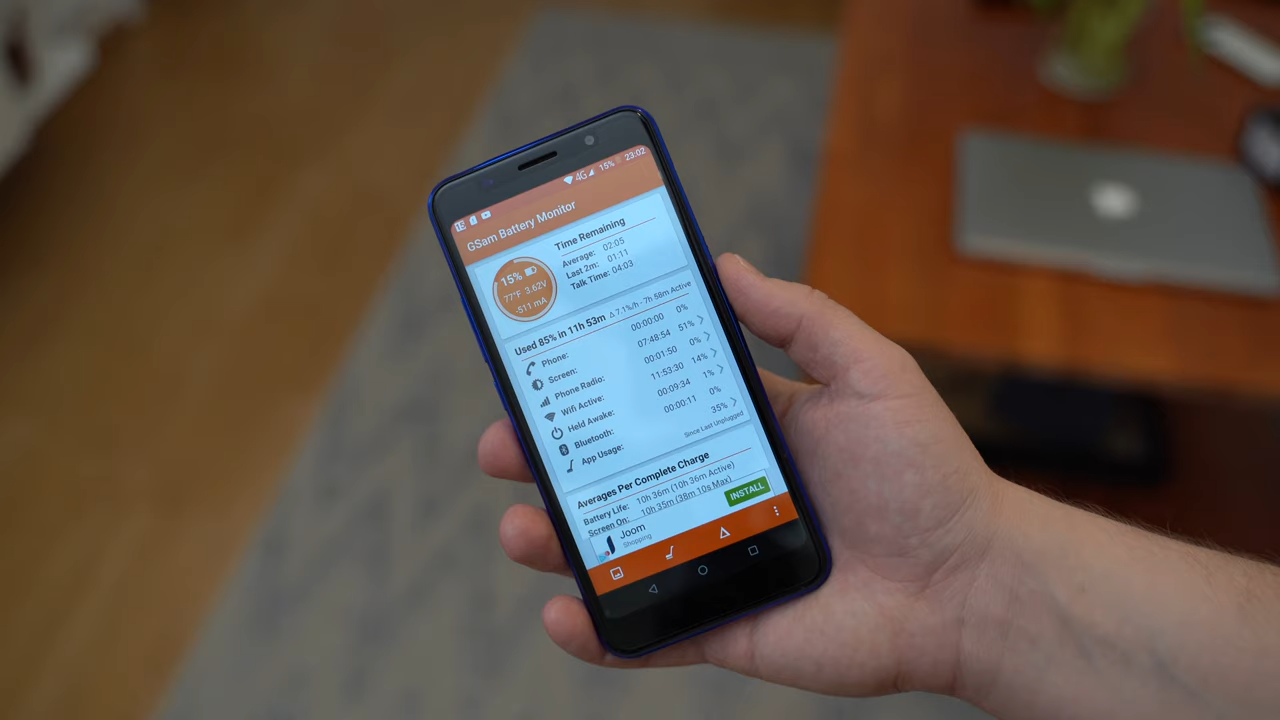 4G 15% 23:02
GSam Battery Monitor
15%
77°F 3.62V
-511 mA
Time Remaining
Average: 02:05
Last 2m: 01:11
Talk Time: 04:03
Used 85% in 11h 53m Δ 7.1%/h - 7h 58m Active
Phone: 00:00:00 0%
Screen: 07:48:54 51%
Phone Radio: 00:01:50 0%
Wifi Active: 11:53:30 14%
Held Awake: 00:09:34 1%
Bluetooth: 00:00:11 0%
App Usage: 35%
Since Last Unplugged
Averages Per Complete Charge
Battery Life: 10h 36m (10h 36m Active)
Screen On: 10h 35m (38m 10s Max)
Joom
Shopping
INSTALL